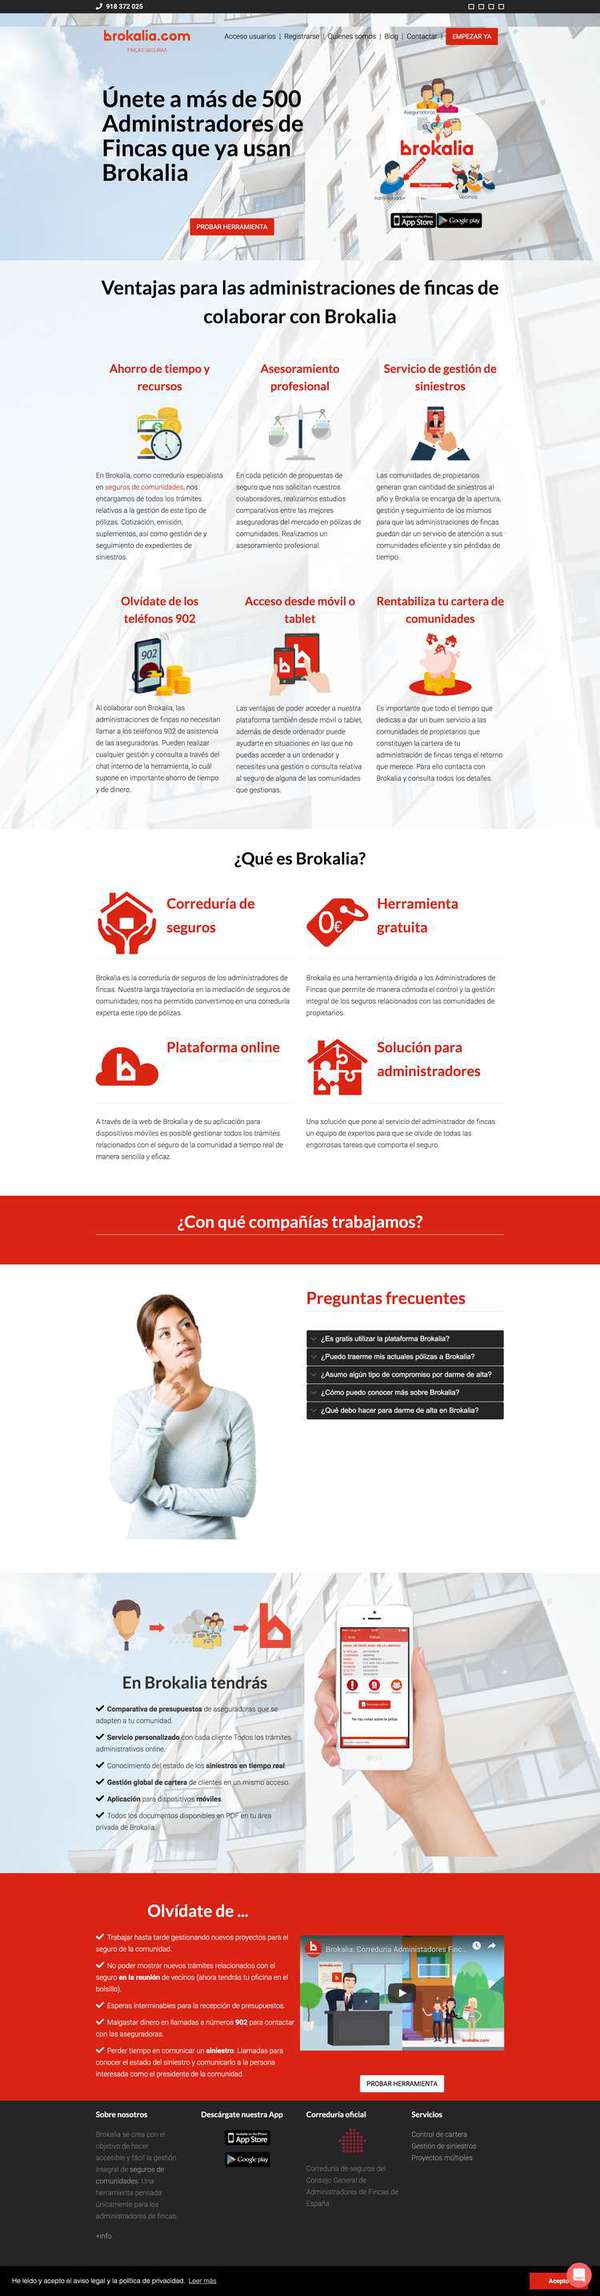 918 372 025
brokalia.com
FINCAS SEGURAS
Acceso usuarios | Registrarse | Quienes somos | Blog | Contactar | EMPEZAR YA
Únete a más de 500
Administradores de
Fincas que ya usan
Brokalia
PROBAR HERRAMIENTA
Aseguradoras
brokalia
Tranquilidad
Administrador
Vecinos
App Store
Google play
Ventajas para las administraciones de fincas de
colaborar con Brokalia
Ahorro de tiempo y
recursos
En Brokalia, como correduría especialista
en seguros de comunidades, nos
encargamos de todos los trámites
relativos a la gestión de este tipo de
pólizas. Cotización, emisión,
suplementos, así como gestión de y
seguimiento de expedientes de
siniestros.
Asesoramiento
profesional
En cada petición de propuestas de
seguro que nos solicitan nuestros
colaboradores, realizamos estudios
comparativos entre las mejores
aseguradoras del mercado en pólizas de
comunidades. Realizamos un
asesoramiento profesional.
Servicio de gestión de
siniestros
Las comunidades de propietarios
generan gran cantidad de siniestros al
año y Brokalia se encarga de la apertura,
gestión y seguimiento de los mismos
para que las administraciones de fincas
puedan dar un servicio de atención a sus
comunidades eficiente y sin pérdidas de
tiempo.
Olvídate de los
teléfonos 902
902
Al colaborar con Brokalia, las
administraciones de fincas no necesitan
llamar a los teléfonos 902 de asistencia
de las aseguradoras. Pueden realizar
cualquier gestión y consulta a través del
chat interno de la herramienta, lo cuál
supone en importante ahorro de tiempo
y de dinero.
Acceso desde móvil o
tablet
Las ventajas de poder acceder a nuestra
plataforma también desde móvil o tablet,
además de desde ordenador puede
ayudarte en situaciones en las que no
puedas acceder a un ordenador y
necesites una gestión o consulta relativa
al seguro de alguna de las comunidades
que gestionas.
Rentabiliza tu cartera de
comunidades
Es importante que todo el tiempo que
dedicas a dar un buen servicio a las
comunidades de propietarios que
constituyen la cartera de tu
administración de fincas tenga el retorno
que merece. Para ello contacta con
Brokalia y consulta todos los detalles.
¿Qué es Brokalia?
Correduría de
seguros
Brokalia es la correduría de seguros de los administradores de
fincas. Nuestra larga trayectoria en la mediación de seguros de
comunidades, nos ha permitido convertirnos en una correduría
experta este tipo de pólizas.
0€
Herramienta
gratuita
Brokalia es una herramienta dirigida a los Administradores de
Fincas que permite de manera cómoda el control y la gestión
integral de los seguros relacionados con las comunidades de
propietarios.
Plataforma online
A través de la web de Brokalia y de su aplicación para
dispositivos móviles es posible gestionar todos los trámites
relacionados con el seguro de la comunidad a tiempo real de
manera sencilla y eficaz.
Solución para
administradores
Una solución que pone al servicio del administrador de fincas
un equipo de expertos para que se olvide de todas las
engorrosas tareas que comporta el seguro.
¿Con qué compañías trabajamos?
Preguntas frecuentes
¿Es gratis utilizar la plataforma Brokalia?
¿Puedo traerme mis actuales pólizas a Brokalia?
¿Asumo algún tipo de compromiso por darme de alta?
¿Cómo puedo conocer más sobre Brokalia?
¿Qué debo hacer para darme de alta en Brokalia?
En Brokalia tendrás
Comparativa de presupuestos de aseguradoras que se
adapten a tu comunidad.
Servicio personalizado con cada cliente Todos los trámites
administrativos online.
Conocimiento del estado de los siniestros en tiempo real.
Gestión global de cartera de clientes en un mismo acceso.
Aplicación para dispositivos móviles.
Todos los documentos disponibles en PDF en tu área
privada de Brokalia.
No hay notas sobre la póliza
Olvídate de ...
Trabajar hasta tarde gestionando nuevos proyectos para el
seguro de la comunidad.
No poder mostrar nuevos trámites relacionados con el
seguro en la reunión de vecinos (ahora tendrás tu oficina en el
bolsillo).
Esperas interminables para la recepción de presupuestos.
Malgastar dinero en llamadas a números 902 para contactar
con las aseguradoras.
Perder tiempo en comunicar un siniestro. Llamadas para
conocer el estado del siniestro y comunicarlo a la persona
interesada como el presidente de la comunidad.
Brokalia: Correduría Administadores Finc...
brokalia.com
brokalia.com
PROBAR HERRAMIENTA
Sobre nosotros
Brokalia se crea con el
objetivo de hacer
accesible y fácil la gestión
integral de seguros de
comunidades. Una
herramienta pensada
únicamente para los
administradores de fincas.
+info
Descárgate nuestra App
App Store
Google play
Correduría oficial
Correduría de seguros del
Consejo General de
Administradores de Fincas de
España
Servicios
Control de cartera
Gestión de siniestros
Proyectos múltiples
He leído y acepto el aviso legal y la política de privacidad. Leer más
Acepto